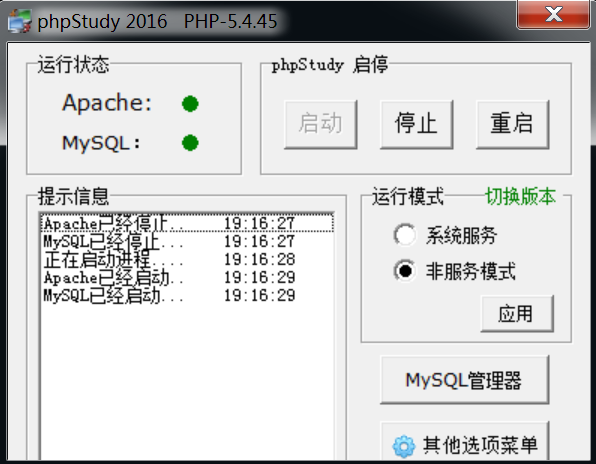 phpStudy 2016 PHP-5.4.45
运行状态
Apache:
MySQL:
phpStudy 启停
启动
停止
重启
提示信息
Apache已经停止.. 19:16:27
MySQL已经停止... 19:16:27
正在启动进程.... 19:16:28
Apache已经启动.. 19:16:29
MySQL已经启动... 19:16:29
运行模式 切换版本
系统服务
非服务模式
应用
MySQL管理器
其他选项菜单